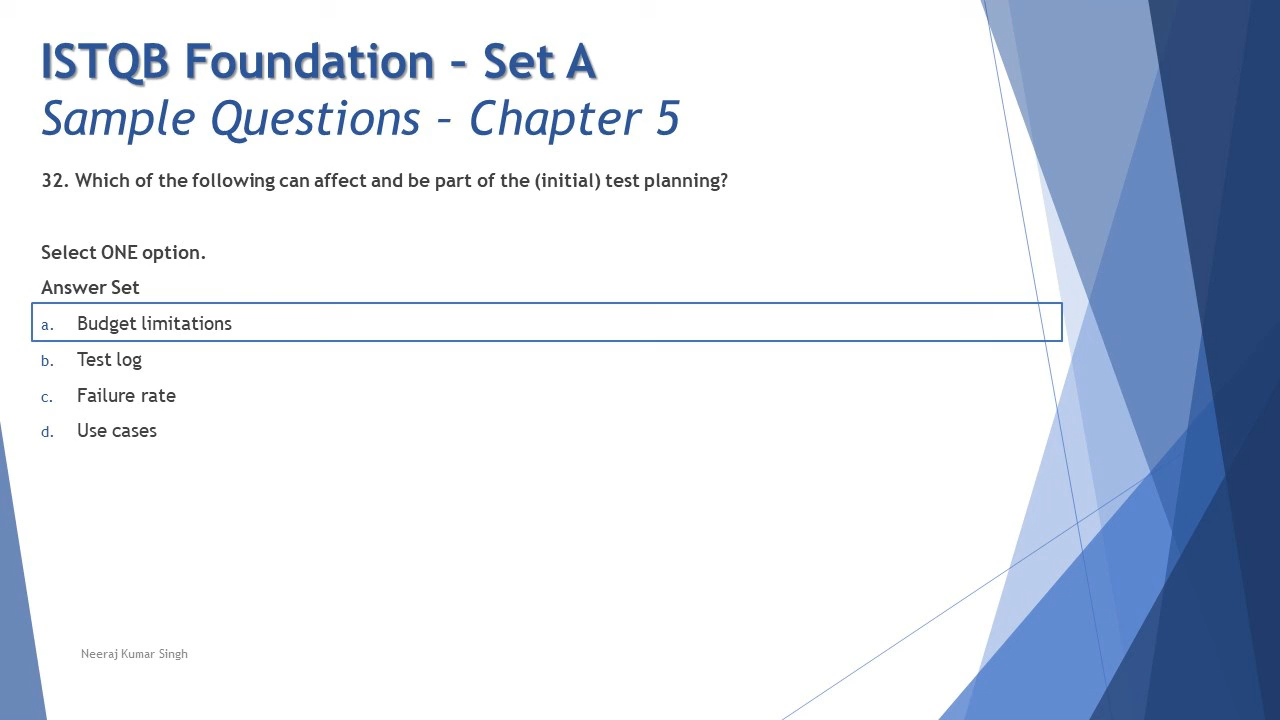 ISTQB Foundation – Set A
Sample Questions – Chapter 5
32. Which of the following can affect and be part of the (initial) test planning?
Select ONE option.
Answer Set
a. Budget limitations
b. Test log
c. Failure rate
d. Use cases
Neeraj Kumar Singh